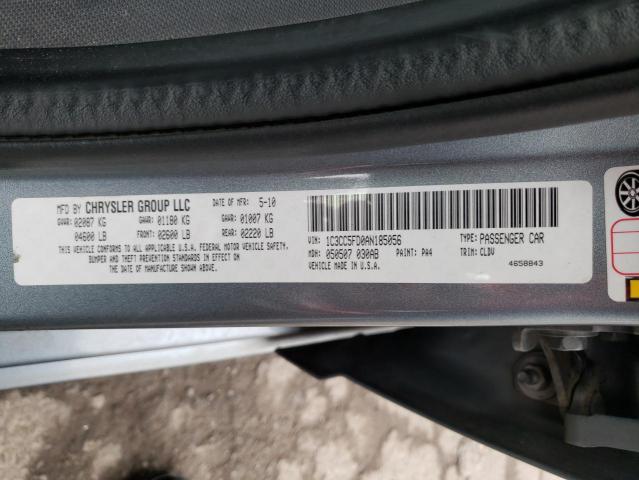 MFD BY CHRYSLER GROUP LLC DATE OF MFR: 5-10
GVWR: 02087 KG GAWR: 01180 KG GAWR: 01007 KG
04600 LB FRONT: 02600 LB REAR: 02220 LB
THIS VEHICLE CONFORMS TO ALL APPLICABLE U.S.A. FEDERAL MOTOR VEHICLE SAFETY,
BUMPER AND THEFT PREVENTION STANDARDS IN EFFECT ON
THE DATE OF MANUFACTURE SHOWN ABOVE.
VIN: 1C3CC5FD0AN185056 TYPE: PASSENGER CAR
MDH: 050507 030AB PAINT: PA4 TRIM: CLDV
VEHICLE MADE IN U.S.A. 4658843